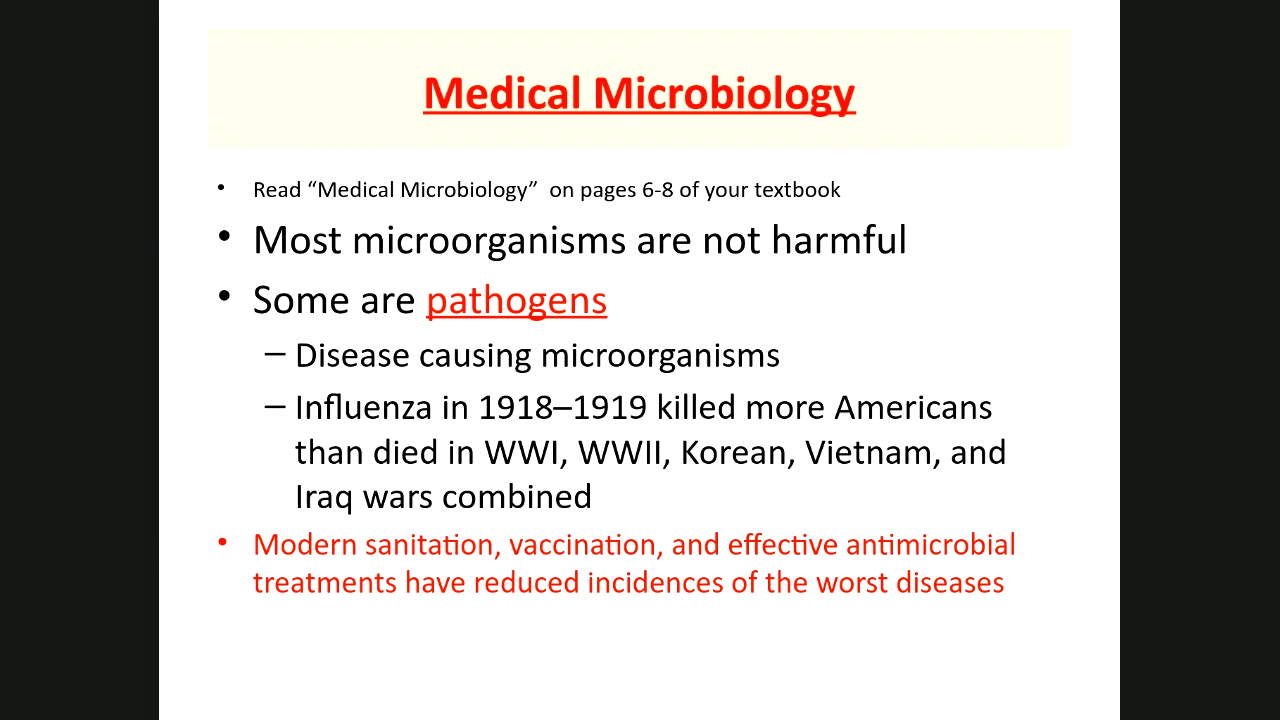 Medical Microbiology
• Read “Medical Microbiology”  on pages 6-8 of your textbook
• Most microorganisms are not harmful
• Some are pathogens
– Disease causing microorganisms
– Influenza in 1918–1919 killed more Americans
than died in WWI, WWII, Korean, Vietnam, and
Iraq wars combined
• Modern sanitation, vaccination, and effective antimicrobial
treatments have reduced incidences of the worst diseases